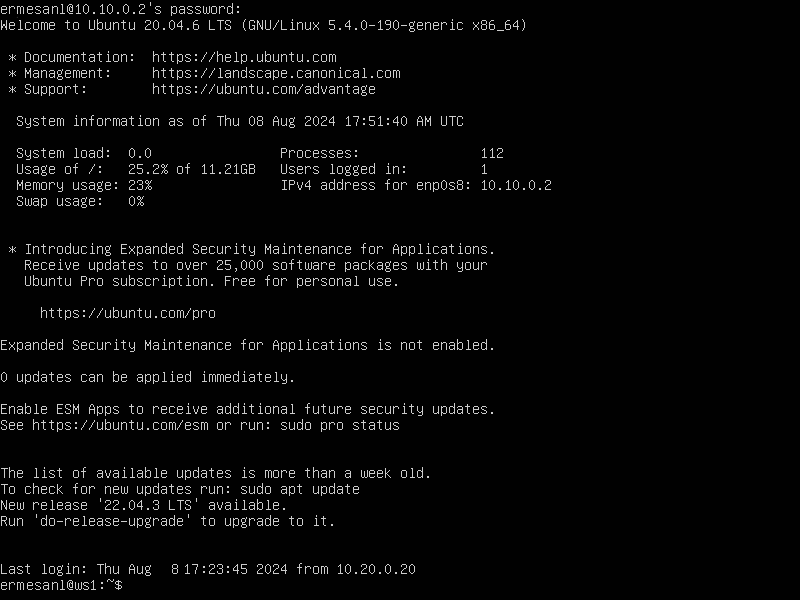 ermesanl@10.10.0.2's password:
Welcome to Ubuntu 20.04.6 LTS (GNU/Linux 5.4.0-190-generic x86_64)
* Documentation:  https://help.ubuntu.com
* Management:     https://landscape.canonical.com
* Support:        https://ubuntu.com/advantage
System information as of Thu 08 Aug 2024 17:51:40 AM UTC
System load:  0.0                Processes:               112
Usage of /:   25.2% of 11.21GB   Users logged in:         1
Memory usage: 23%                IPv4 address for enp0s8: 10.10.0.2
Swap usage:   0%
* Introducing Expanded Security Maintenance for Applications.
Receive updates to over 25,000 software packages with your
Ubuntu Pro subscription. Free for personal use.
https://ubuntu.com/pro
Expanded Security Maintenance for Applications is not enabled.
0 updates can be applied immediately.
Enable ESM Apps to receive additional future security updates.
See https://ubuntu.com/esm or run: sudo pro status
The list of available updates is more than a week old.
To check for new updates run: sudo apt update
New release '22.04.3 LTS' available.
Run 'do-release-upgrade' to upgrade to it.
Last login: Thu Aug  8 17:23:45 2024 from 10.20.0.20
ermesanl@ws1:~$